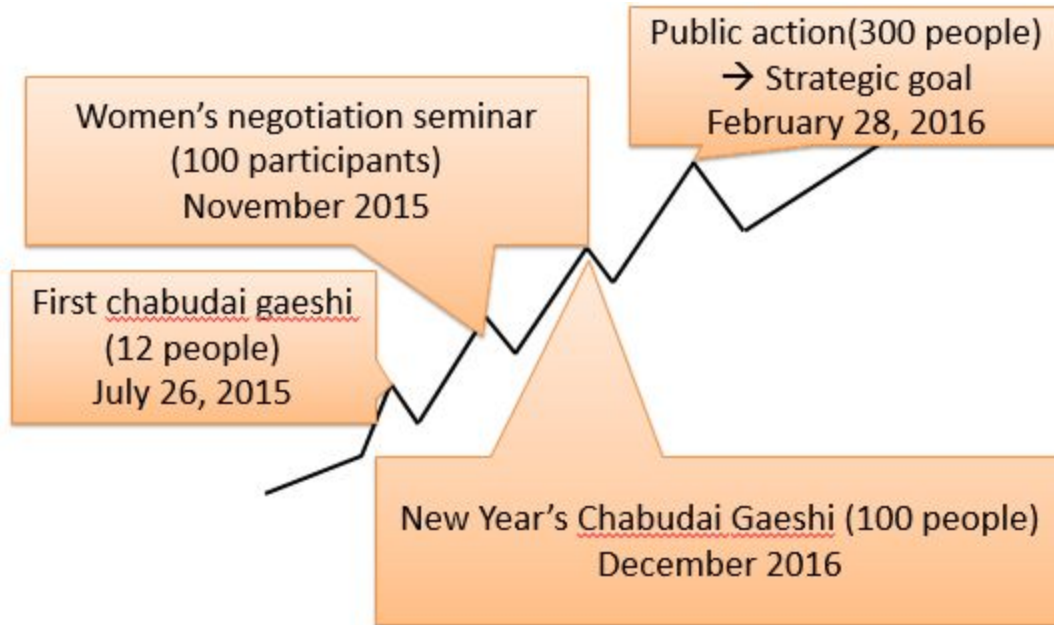 Public action(300 people)
→ Strategic goal
February 28, 2016
Women's negotiation seminar
(100 participants)
November 2015
First chabudai gaeshi
(12 people)
July 26, 2015
New Year's Chabudai Gaeshi (100 people)
December 2016